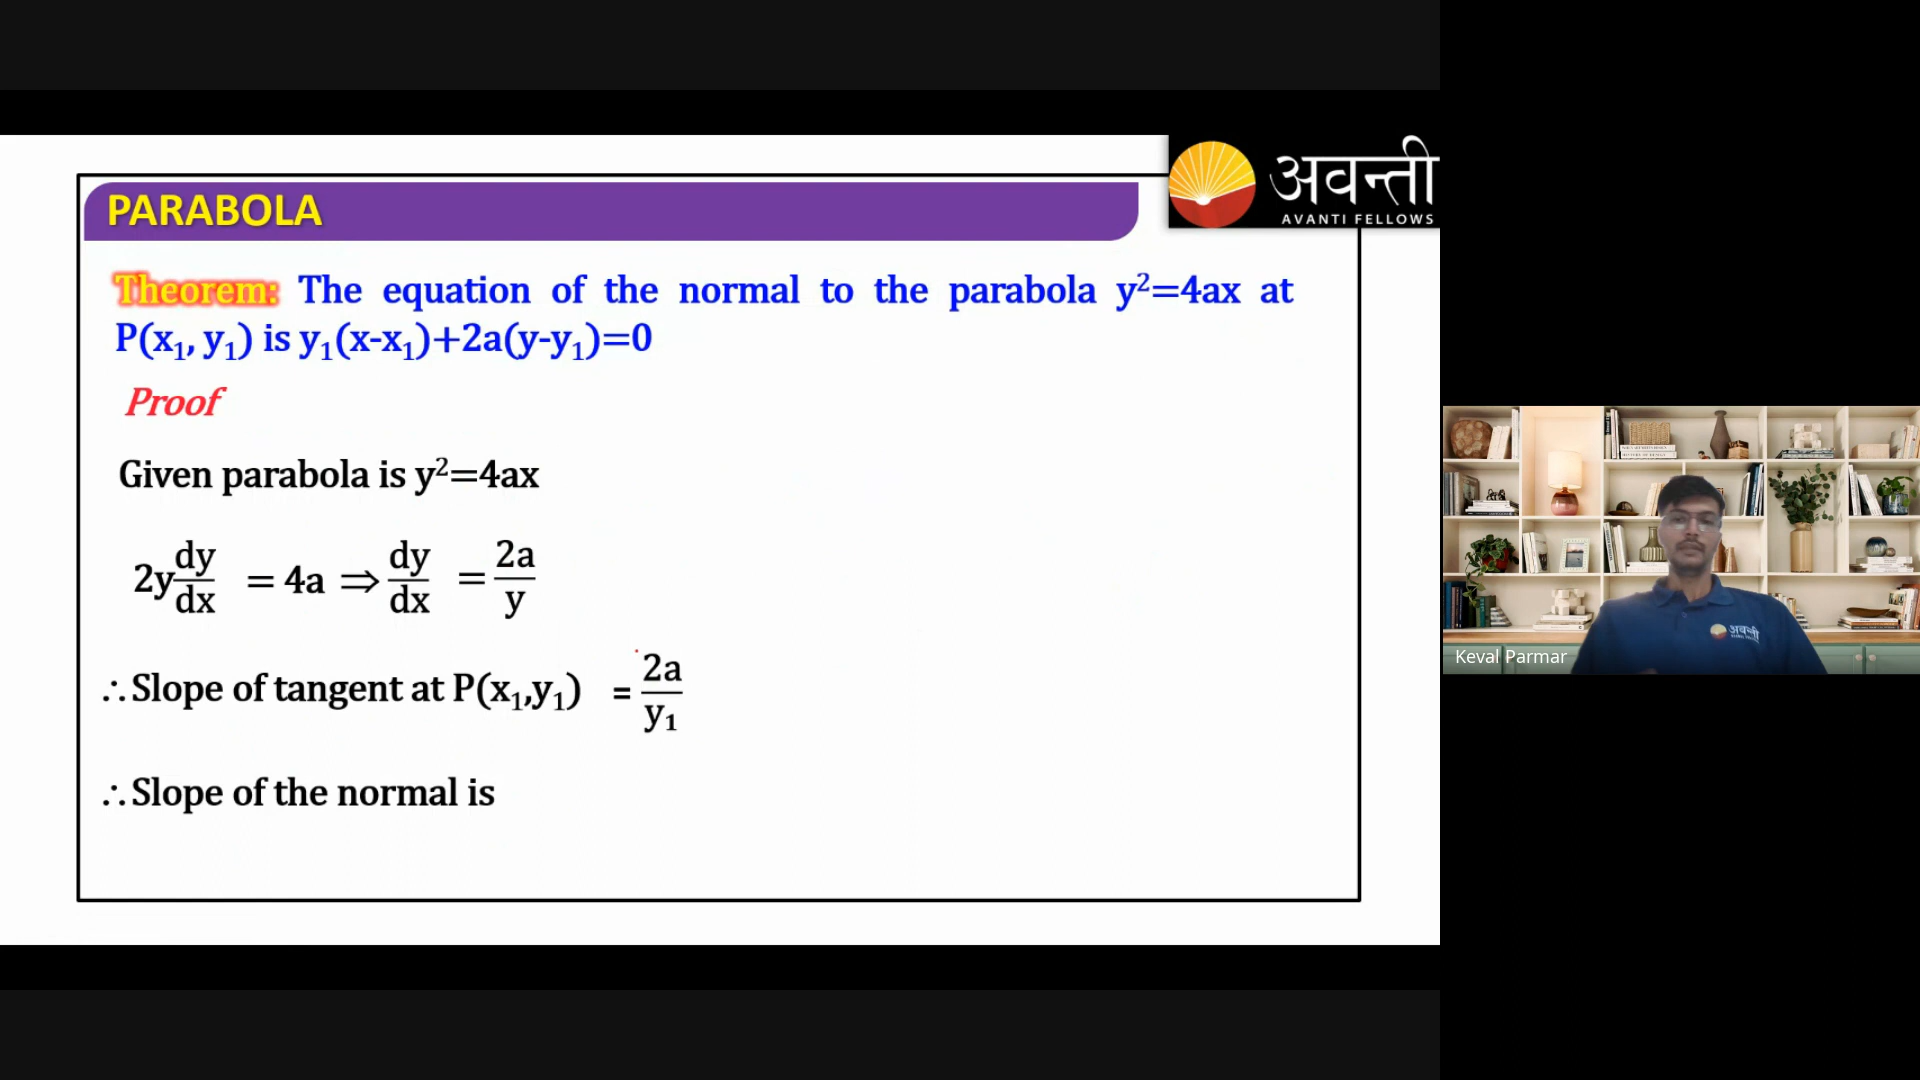 अवन्ती
AVANTI FELLOWS
PARABOLA
Theorem: The equation of the normal to the parabola y²=4ax at
P(x₁, y₁) is y₁(x-x₁)+2a(y-y₁)=0
Proof
Given parabola is y²=4ax
2y dy/dx = 4a ⇒ dy/dx = 2a/y
∴ Slope of tangent at P(x₁,y₁) = 2a/y₁
∴ Slope of the normal is
अवन्ती
Keval Parmar